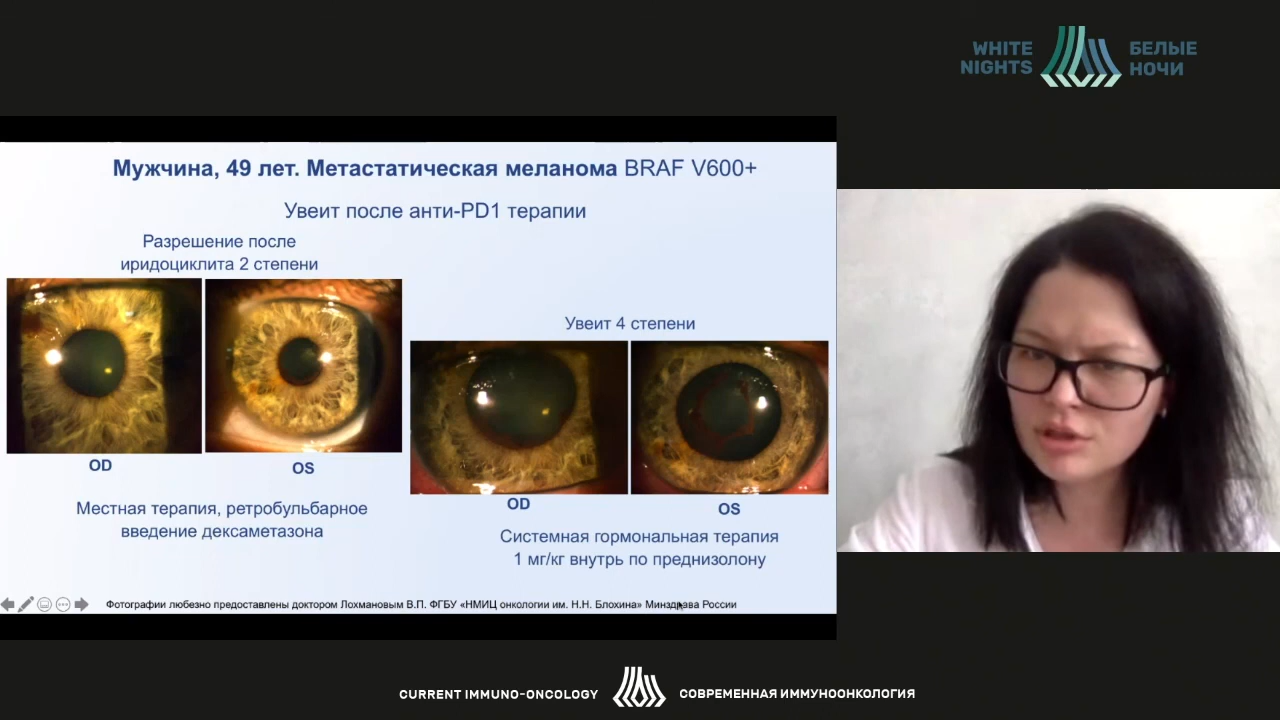 WHITE
NIGHTS
БЕЛЫЕ
НОЧИ
Мужчина, 49 лет. Метастатическая меланома BRAF V600+
Увеит после анти-PD1 терапии
Разрешение после
иридоциклита 2 степени
Увеит 4 степени
OD
OS
OD
OS
Местная терапия, ретробульбарное
введение дексаметазона
Системная гормональная терапия
1 мг/кг внутрь по преднизолону
Фотографии любезно предоставлены доктором Лохмановым В.П. ФГБУ «НМИЦ онкологии им. Н.Н. Блохина» Минздрава России
CURRENT IMMUNO-ONCOLOGY
СОВРЕМЕННАЯ ИММУНООНКОЛОГИЯ